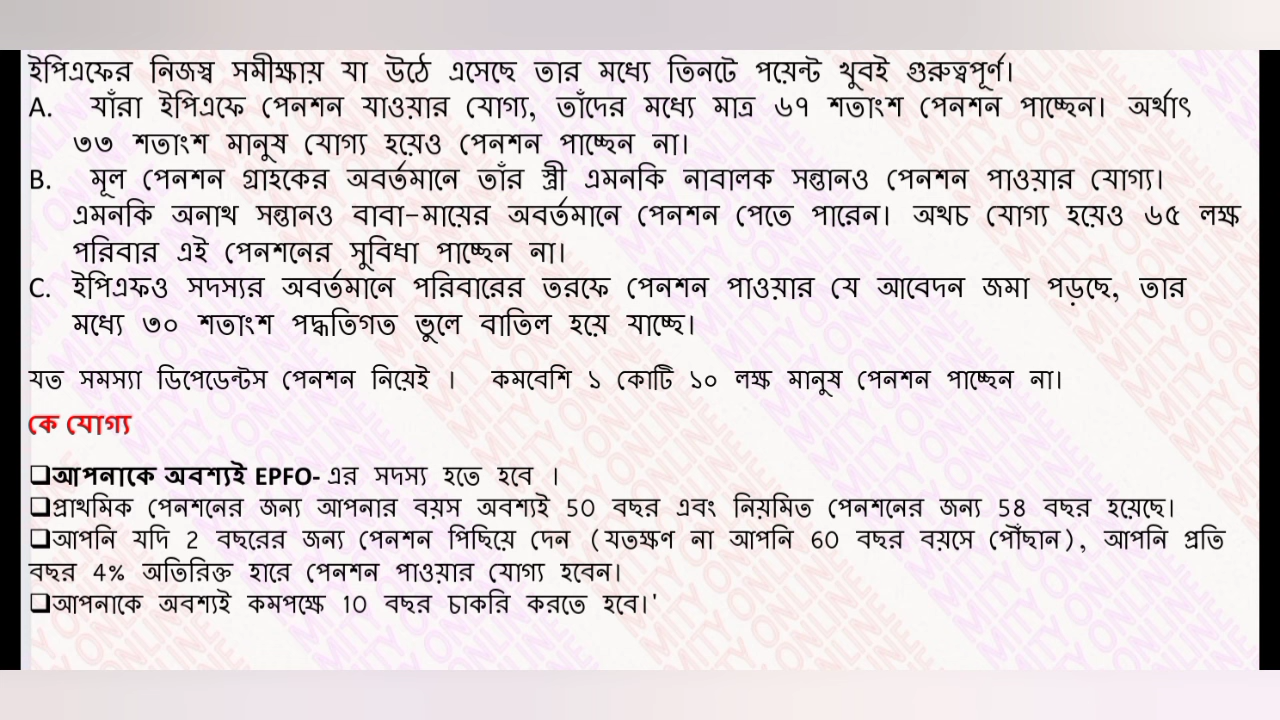 ইপিএফের নিজস্ব সমীক্ষায় যা উঠে এসেছে তার মধ্যে তিনটে পয়েন্ট খুবই গুরুত্বপূর্ণ।
A. যাঁরা ইপিএফে পেনশন যাওয়ার যোগ্য, তাঁদের মধ্যে মাত্র ৬৭ শতাংশ পেনশন পাচ্ছেন। অর্থাৎ
৩৩ শতাংশ মানুষ যোগ্য হয়েও পেনশন পাচ্ছেন না।
B. মূল পেনশন গ্রাহকের অবর্তমানে তাঁর স্ত্রী এমনকি নাবালক সন্তানও পেনশন পাওয়ার যোগ্য।
এমনকি অনাথ সন্তানও বাবা-মায়ের অবর্তমানে পেনশন পেতে পারেন। অথচ যোগ্য হয়েও ৬৫ লক্ষ
পরিবার এই পেনশনের সুবিধা পাচ্ছেন না।
C. ইপিএফও সদস্যর অবর্তমানে পরিবারের তরফে পেনশন পাওয়ার যে আবেদন জমা পড়ছে, তার
মধ্যে ৩০ শতাংশ পদ্ধতিগত ভুলে বাতিল হয়ে যাচ্ছে।
যত সমস্যা ডিপেডেন্টস পেনশন নিয়েই । কমবেশি ১ কোটি ১০ লক্ষ মানুষ পেনশন পাচ্ছেন না।
কে যোগ্য
❑আপনাকে অবশ্যই EPFO- এর সদস্য হতে হবে ।
❑প্রাথমিক পেনশনের জন্য আপনার বয়স অবশ্যই 50 বছর এবং নিয়মিত পেনশনের জন্য 58 বছর হয়েছে।
❑আপনি যদি 2 বছরের জন্য পেনশন পিছিয়ে দেন (যতক্ষণ না আপনি 60 বছর বয়সে পৌঁছান), আপনি প্রতি
বছর 4% অতিরিক্ত হারে পেনশন পাওয়ার যোগ্য হবেন।
❑আপনাকে অবশ্যই কমপক্ষে 10 বছর চাকরি করতে হবে।'